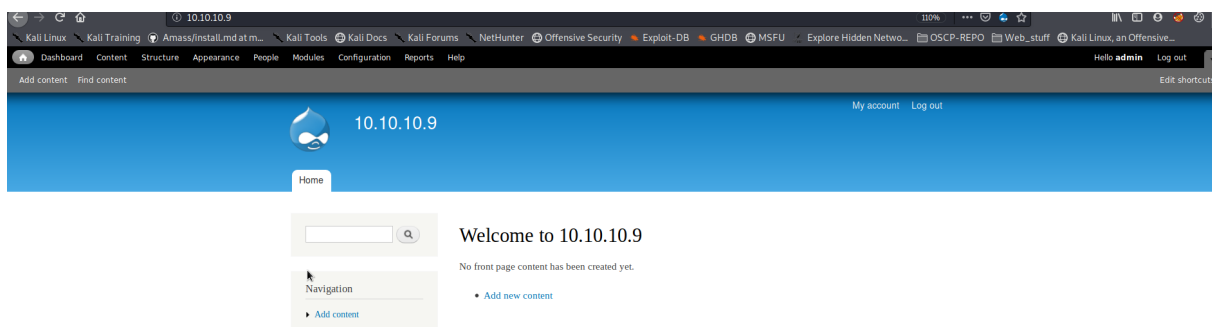 10.10.10.9
110%
Kali Linux Kali Training Amass/install.md at m... Kali Tools Kali Docs Kali Forums NetHunter Offensive Security Exploit-DB GHDB MSFU Explore Hidden Netwo... OSCP-REPO Web_stuff Kali Linux, an Offensive...
Dashboard Content Structure Appearance People Modules Configuration Reports Help Hello admin Log out
Add content Find content Edit shortcuts
My account Log out
10.10.10.9
Home
Welcome to 10.10.10.9
No front page content has been created yet.
Navigation
Add new content
Add content